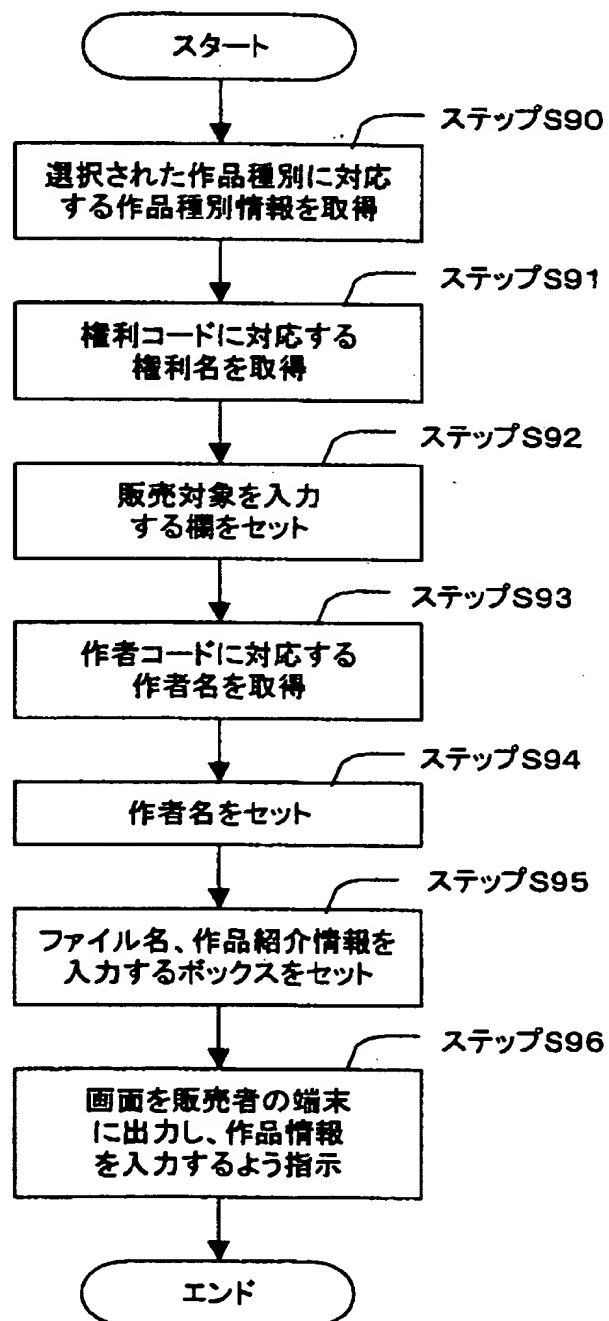 スタート
ステップS90
選択された作品種別に対応
する作品種別情報を取得
ステップS91
権利コードに対応する
権利名を取得
ステップS92
販売対象を入力
する欄をセット
ステップS93
作者コードに対応する
作者名を取得
ステップS94
作者名をセット
ステップS95
ファイル名、作品紹介情報を
入力するボックスをセット
ステップS96
画面を販売者の端末
に出力し、作品情報
を入力するよう指示
エンド